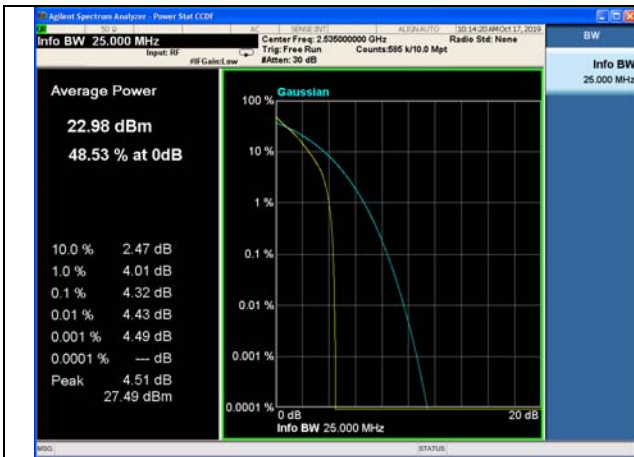 Agilent Spectrum Analyzer - Power Stat CCDF
50 Ω AC SENSE:INT ALIGN AUTO 10:14:20 AM Oct 17, 2019
Info BW 25.000 MHz
Center Freq: 2.535000000 GHz Radio Std: None
Input: RF Trig: Free Run Counts:585 k/10.0 Mpt
#IFGain:Low #Atten: 30 dB
BW
Info BW
25.000 MHz
Average Power
22.98 dBm
48.53 % at 0dB
10.0 % 2.47 dB
1.0 % 4.01 dB
0.1 % 4.32 dB
0.01 % 4.43 dB
0.001 % 4.49 dB
0.0001 % --- dB
Peak 4.51 dB
27.49 dBm
Gaussian
100 %
10 %
1 %
0.1 %
0.01 %
0.001 %
0.0001 %
0 dB 20 dB
Info BW 25.000 MHz
MSG STATUS